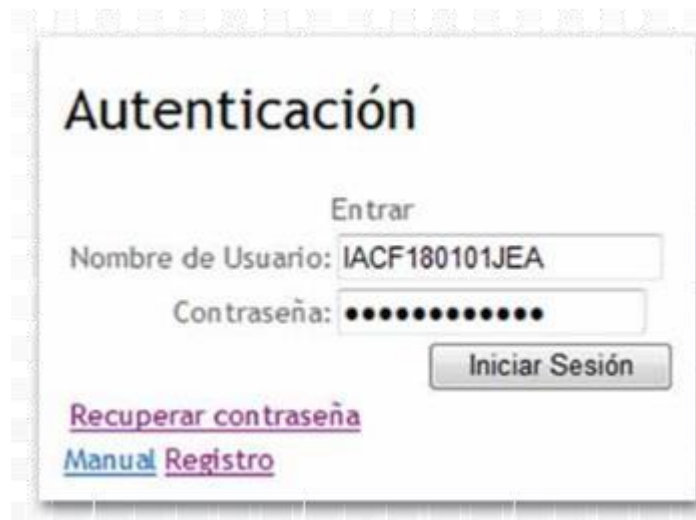 Autenticación
Entrar
Nombre de Usuario: IACF180101JEA
Contraseña: ••••••••••••
Iniciar Sesión
Recuperar contraseña
Manual Registro